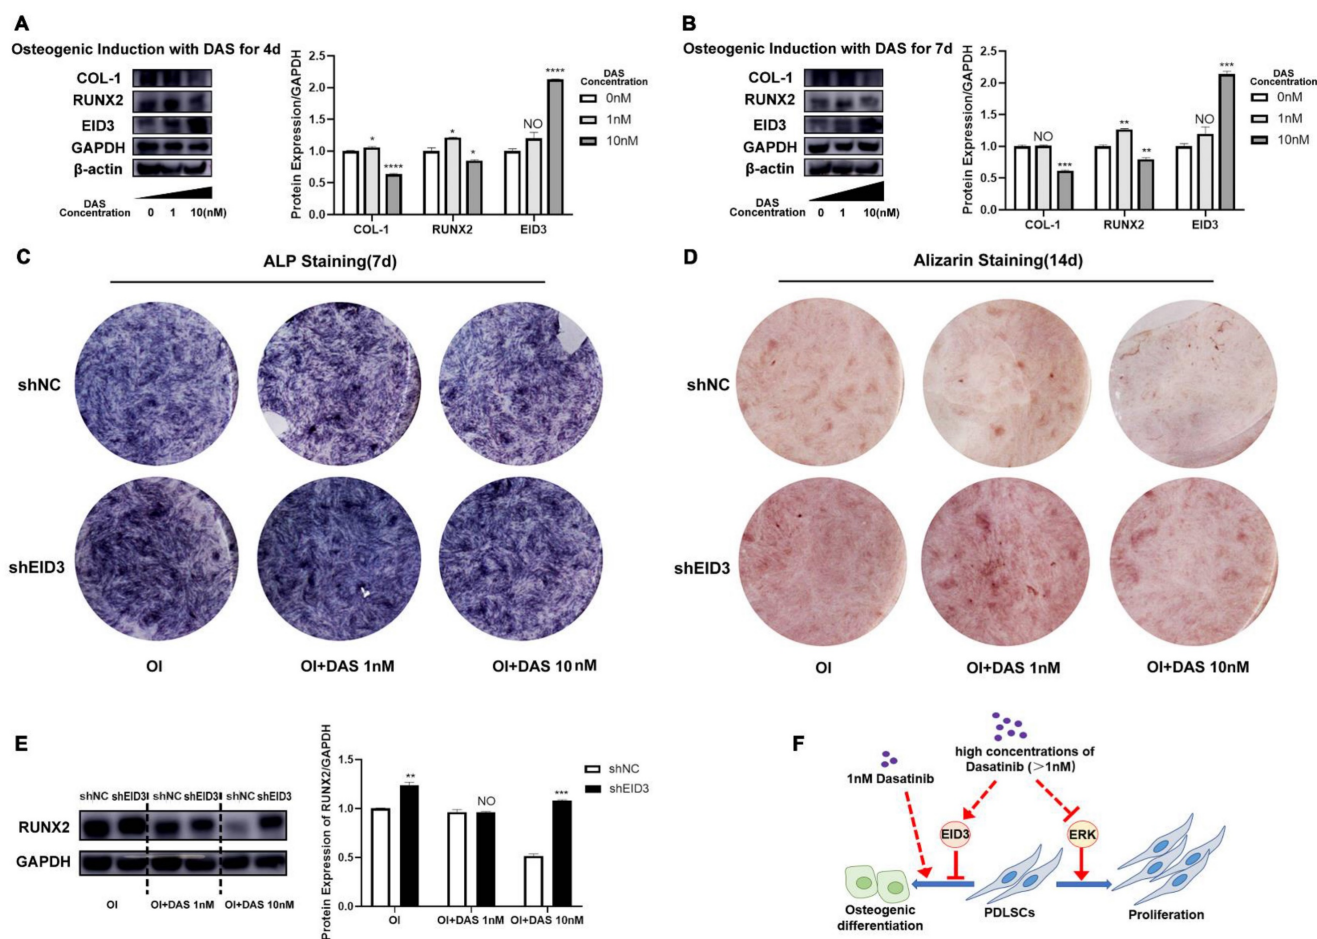 A
Osteogenic Induction with DAS for 4d
COL-1
RUNX2
EID3
GAPDH
β-actin
DAS
Concentration
0 1 10(nM)
Protein Expression/GAPDH
2.5
2.0
1.5
1.0
0.5
0.0
* **** * * NO ****
COL-1 RUNX2 EID3
DAS
Concentration
0nM
1nM
10nM
B
Osteogenic Induction with DAS for 7d
COL-1
RUNX2
EID3
GAPDH
β-actin
DAS
Concentration
0 1 10(nM)
Protein Expression/GAPDH
2.5
2.0
1.5
1.0
0.5
0.0
NO *** ** ** NO ***
COL-1 RUNX2 EID3
DAS
Concentration
0nM
1nM
10nM
C
ALP Staining(7d)
shNC
shEID3
OI OI+DAS 1nM OI+DAS 10nM
D
Alizarin Staining(14d)
shNC
shEID3
OI OI+DAS 1nM OI+DAS 10nM
E
shNC shEID3 shNC shEID3 shNC shEID3
RUNX2
GAPDH
OI OI+DAS 1nM OI+DAS 10nM
Protein Expression of RUNX2/GAPDH
1.5
1.0
0.5
0.0
** NO ***
OI OI+DAS 1nM OI+DAS 10nM
shNC
shEID3
F
1nM Dasatinib
high concentrations of
Dasatinib (>1nM)
EID3
ERK
Osteogenic
differentiation
PDLSCs
Proliferation